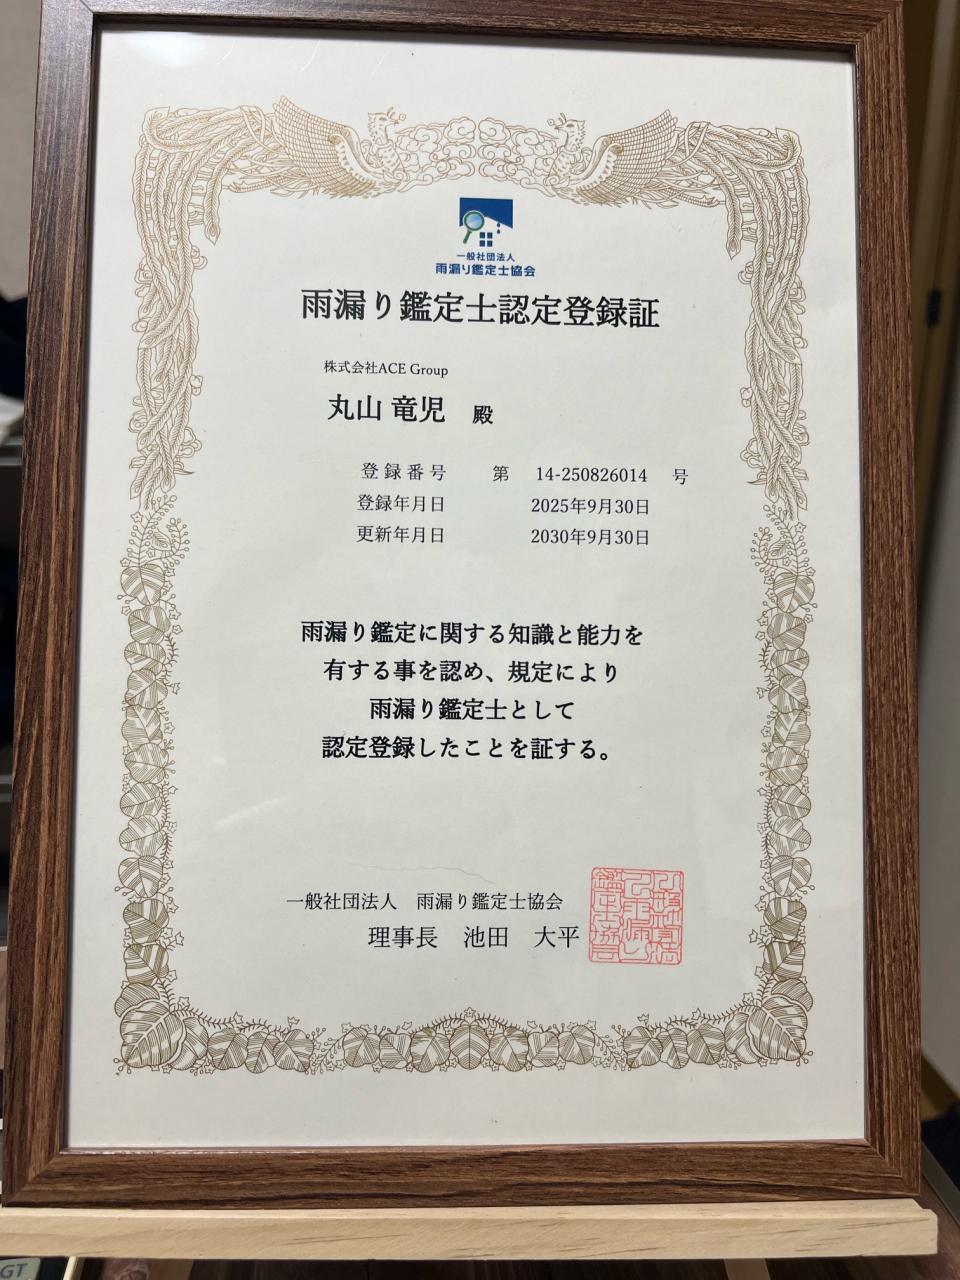 一般社団法人
雨漏り鑑定士協会
雨漏り鑑定士認定登録証
株式会社ACE Group
丸山 竜児 殿
登録番号 第 14-250826014 号
登録年月日 2025年9月30日
更新年月日 2030年9月30日
雨漏り鑑定に関する知識と能力を
有する事を認め、規定により
雨漏り鑑定士として
認定登録したことを証する。
一般社団法人 雨漏り鑑定士協会
理事長 池田 大平
GT